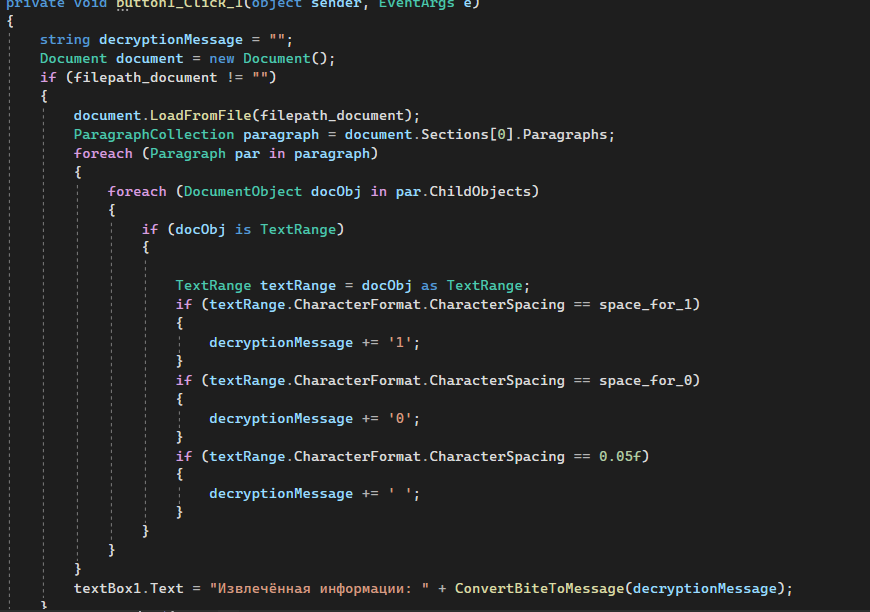 private void button1_Click_1(object sender, EventArgs e)
{
string decryptionMessage = "";
Document document = new Document();
if (filepath_document != "")
{
document.LoadFromFile(filepath_document);
ParagraphCollection paragraph = document.Sections[0].Paragraphs;
foreach (Paragraph par in paragraph)
{
foreach (DocumentObject docObj in par.ChildObjects)
{
if (docObj is TextRange)
{
TextRange textRange = docObj as TextRange;
if (textRange.CharacterFormat.CharacterSpacing == space_for_1)
{
decryptionMessage += '1';
}
if (textRange.CharacterFormat.CharacterSpacing == space_for_0)
{
decryptionMessage += '0';
}
if (textRange.CharacterFormat.CharacterSpacing == 0.05f)
{
decryptionMessage += ' ';
}
}
}
}
textBox1.Text = "Извлечённая информации: " + ConvertBiteToMessage(decryptionMessage);
}